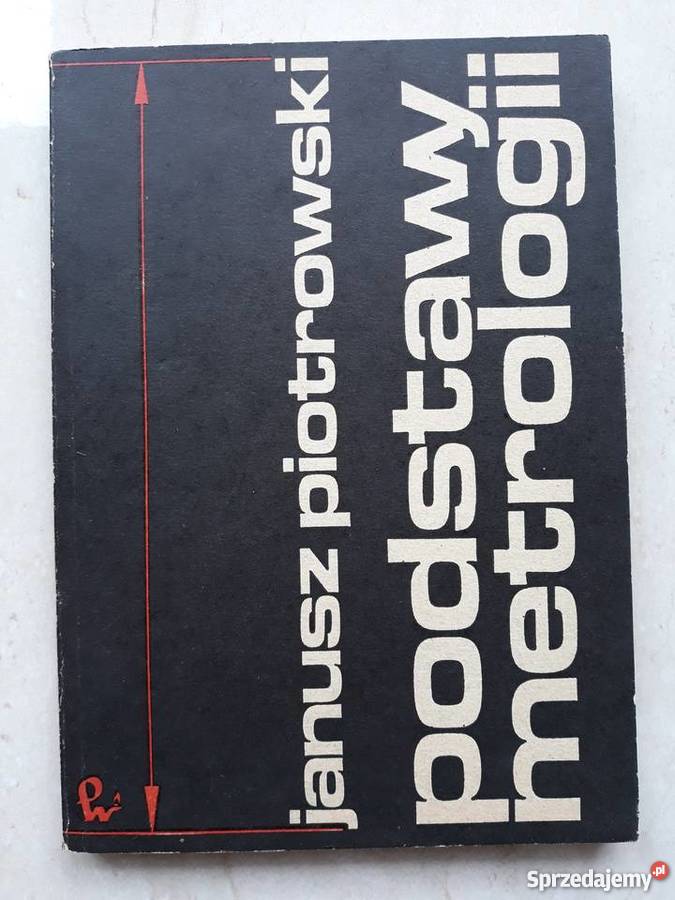 janusz piotrowski
podstawy
metrologii
Sprzedajemy.pl